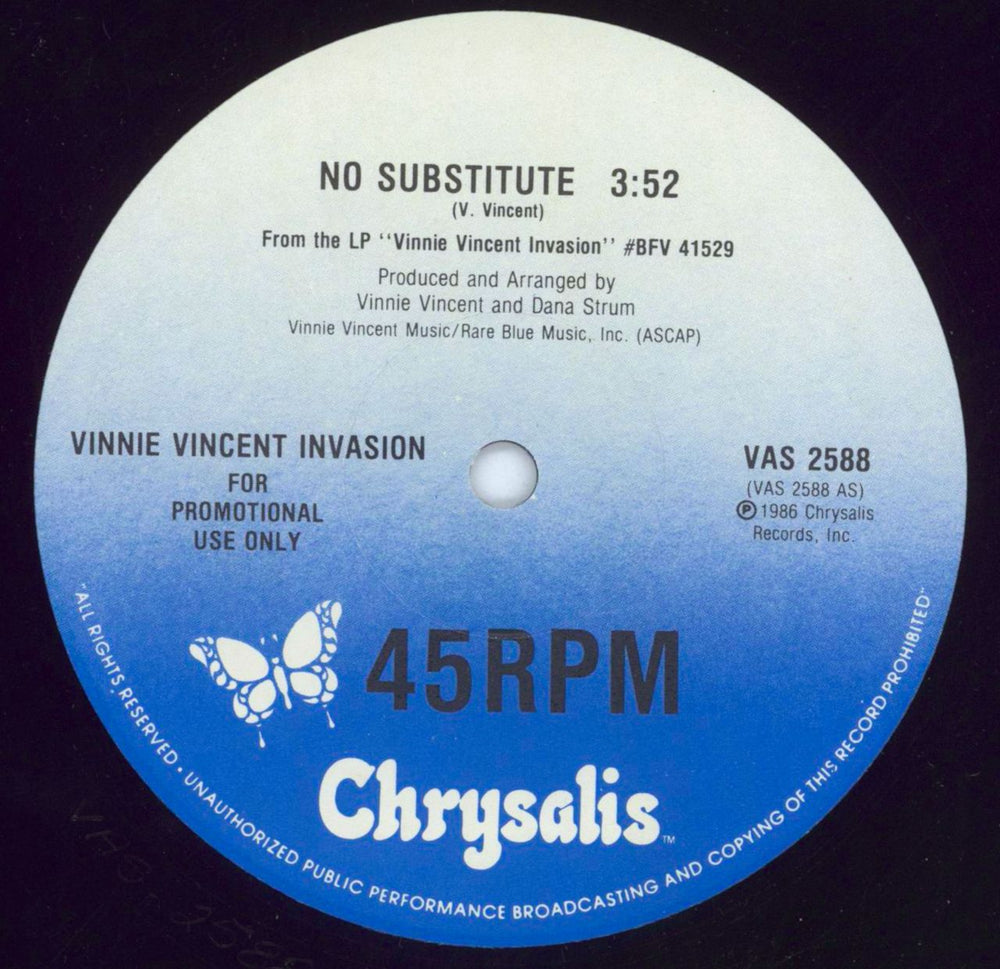 NO SUBSTITUTE 3:52
(V. Vincent)
From the LP "Vinnie Vincent Invasion" #BFV 41529
Produced and Arranged by
Vinnie Vincent and Dana Strum
Vinnie Vincent Music/Rare Blue Music, Inc. (ASCAP)
VINNIE VINCENT INVASION
FOR
PROMOTIONAL
USE ONLY
VAS 2588
(VAS 2588 AS)
Ⓟ 1986 Chrysalis
Records, Inc.
45RPM
Chrysalis™
"ALL RIGHTS RESERVED • UNAUTHORIZED PUBLIC PERFORMANCE BROADCASTING AND COPYING OF THIS RECORD PROHIBITED"